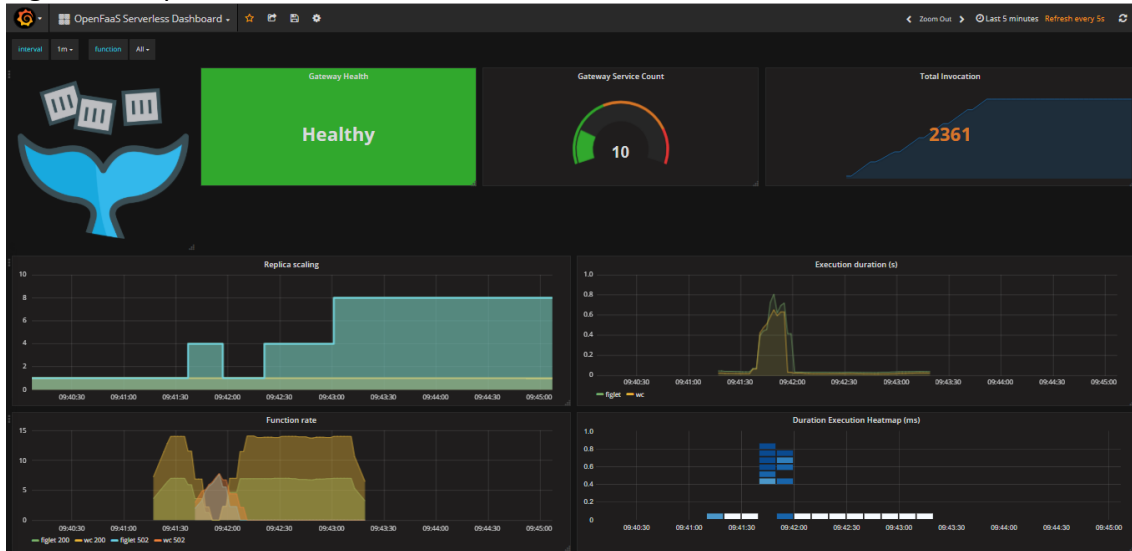 OpenFaaS Serverless Dashboard
Zoom Out Last 5 minutes Refresh every 5s
interval 1m function All
Gateway Health
Healthy
Gateway Service Count
10
Total Invocation
2361
Replica scaling
10
8
6
4
2
0
09:40:30 09:41:00 09:41:30 09:42:00 09:42:30 09:43:00 09:43:30 09:44:00 09:44:30 09:45:00
Execution duration (s)
1.0
0.8
0.6
0.4
0.2
0
09:40:30 09:41:00 09:41:30 09:42:00 09:42:30 09:43:00 09:43:30 09:44:00 09:44:30 09:45:00
figlet wc
Function rate
15
10
5
0
09:40:30 09:41:00 09:41:30 09:42:00 09:42:30 09:43:00 09:43:30 09:44:00 09:44:30 09:45:00
figlet 200 wc 200 figlet 502 wc 502
Duration Execution Heatmap (ms)
1.0
0.8
0.6
0.4
0.2
0
09:40:30 09:41:00 09:41:30 09:42:00 09:42:30 09:43:00 09:43:30 09:44:00 09:44:30 09:45:00